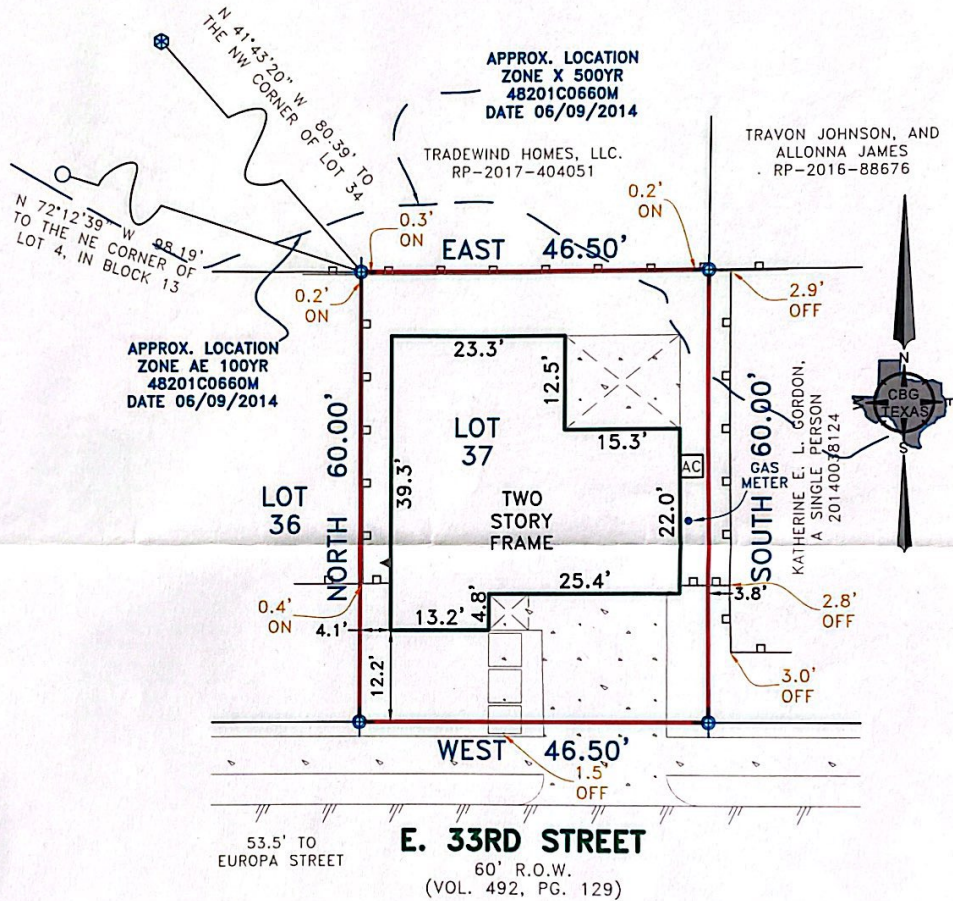 N 41°43'20" W 80.39' TO
THE NW CORNER OF LOT 34
APPROX. LOCATION
ZONE X 500YR
48201C0660M
DATE 06/09/2014
TRADEWIND HOMES, LLC.
RP-2017-404051
TRAVON JOHNSON, AND
ALLONNA JAMES
RP-2016-88676
N 72°12'39" W 98.19'
TO THE NE CORNER OF
LOT 4, IN BLOCK 13
0.3'
ON
0.2'
ON
EAST 46.50'
0.2'
ON
2.9'
OFF
APPROX. LOCATION
ZONE AE 100YR
48201C0660M
DATE 06/09/2014
23.3'
12.5'
15.3'
LOT
37
LOT
36
NORTH 60.00'
39.3'
TWO
STORY
FRAME
22.0'
AC
GAS
METER
SOUTH 60.00'
KATHERINE E. L. GORDON,
A SINGLE PERSON
20140038124
N
CBG
TEXAS
S
25.4'
4.8'
13.2'
0.4'
ON
4.1'
12.2'
3.8'
2.8'
OFF
3.0'
OFF
WEST 46.50'
1.5'
OFF
53.5' TO
EUROPA STREET
E. 33RD STREET
60' R.O.W.
(VOL. 492, PG. 129)